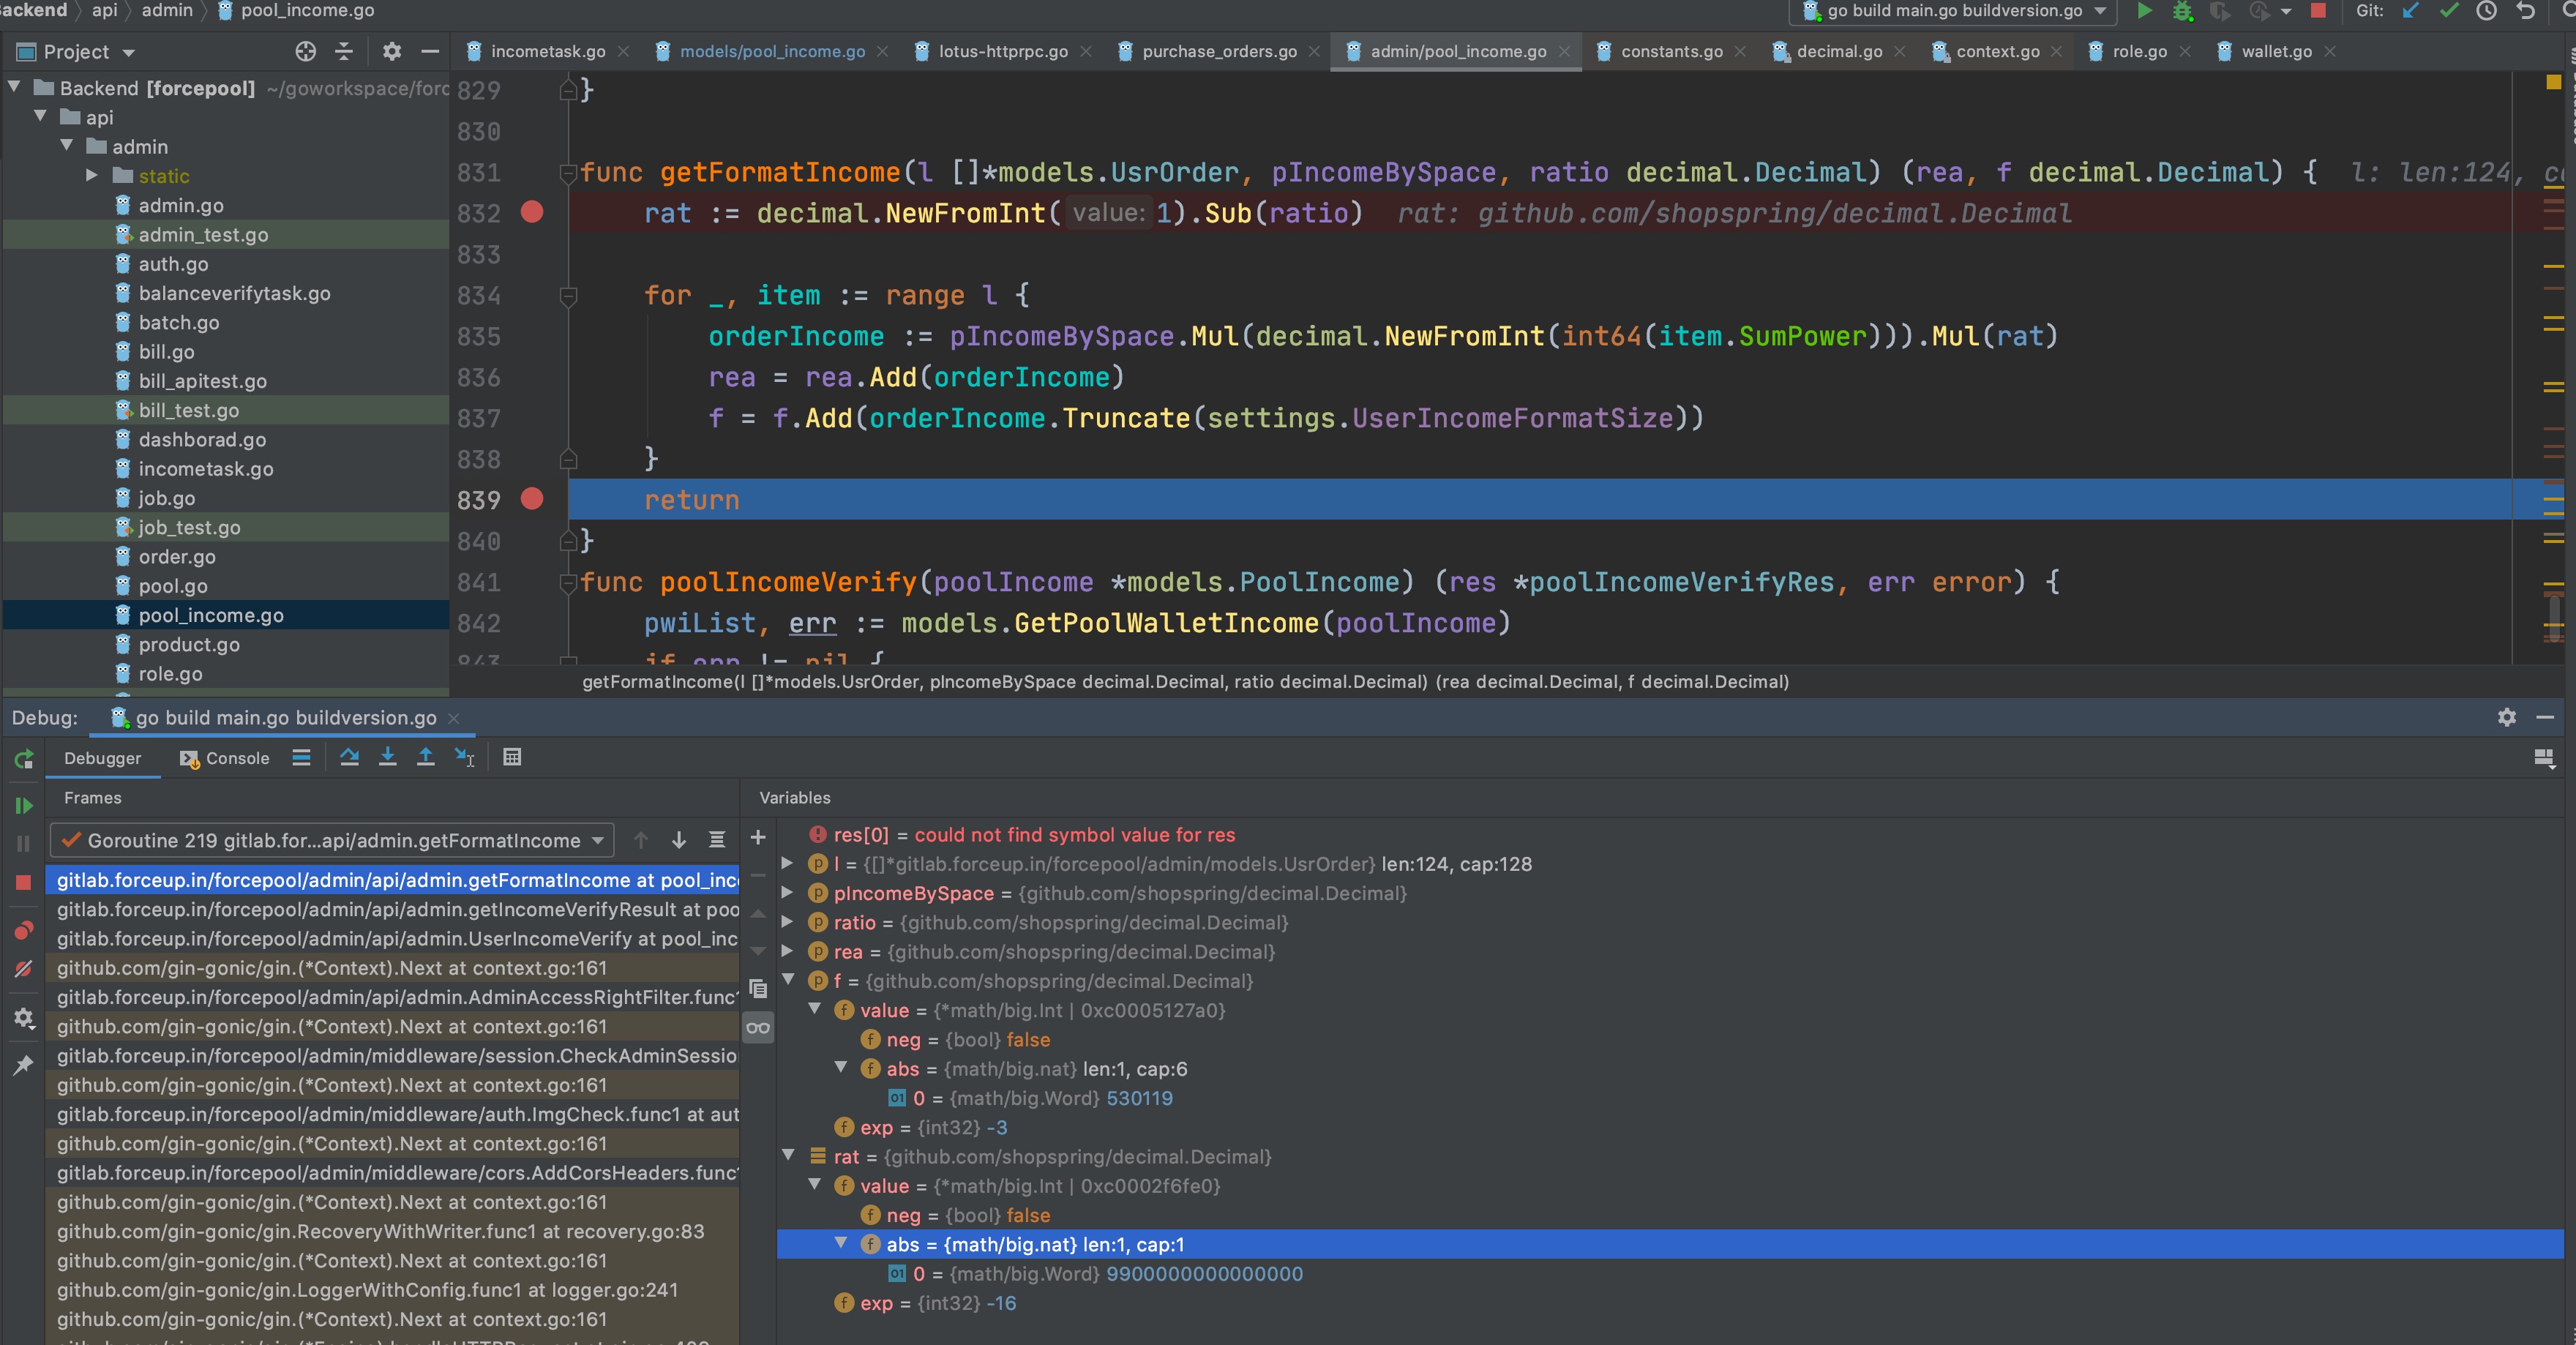 Backend api admin pool_income.go go build main.go buildversion.go Git:
Project
incometask.go models/pool_income.go lotus-httprpc.go purchase_orders.go admin/pool_income.go constants.go decimal.go context.go role.go wallet.go
Backend [forcepool] ~/goworkspace/forc
api
admin
static
admin.go
admin_test.go
auth.go
balanceverifytask.go
batch.go
bill.go
bill_apitest.go
bill_test.go
dashborad.go
incometask.go
job.go
job_test.go
order.go
pool.go
pool_income.go
product.go
role.go
829 }
830
831 func getFormatIncome(l []*models.UsrOrder, pIncomeBySpace, ratio decimal.Decimal) (rea, f decimal.Decimal) { l: len:124, c
832 rat := decimal.NewFromInt( value: 1).Sub(ratio) rat: github.com/shopspring/decimal.Decimal
833
834 for _, item := range l {
835 orderIncome := pIncomeBySpace.Mul(decimal.NewFromInt(int64(item.SumPower))).Mul(rat)
836 rea = rea.Add(orderIncome)
837 f = f.Add(orderIncome.Truncate(settings.UserIncomeFormatSize))
838 }
839 return
840 }
841 func poolIncomeVerify(poolIncome *models.PoolIncome) (res *poolIncomeVerifyRes, err error) {
842 pwiList, err := models.GetPoolWalletIncome(poolIncome)
843 if err != nil {
getFormatIncome(l []*models.UsrOrder, pIncomeBySpace decimal.Decimal, ratio decimal.Decimal) (rea decimal.Decimal, f decimal.Decimal)
Debug: go build main.go buildversion.go
Debugger Console
Frames
Goroutine 219 gitlab.for...api/admin.getFormatIncome
gitlab.forceup.in/forcepool/admin/api/admin.getFormatIncome at pool_inc
gitlab.forceup.in/forcepool/admin/api/admin.getIncomeVerifyResult at poo
gitlab.forceup.in/forcepool/admin/api/admin.UserIncomeVerify at pool_inc
github.com/gin-gonic/gin.(*Context).Next at context.go:161
gitlab.forceup.in/forcepool/admin/api/admin.AdminAccessRightFilter.func1
github.com/gin-gonic/gin.(*Context).Next at context.go:161
gitlab.forceup.in/forcepool/admin/middleware/session.CheckAdminSessio
github.com/gin-gonic/gin.(*Context).Next at context.go:161
gitlab.forceup.in/forcepool/admin/middleware/auth.ImgCheck.func1 at aut
github.com/gin-gonic/gin.(*Context).Next at context.go:161
gitlab.forceup.in/forcepool/admin/middleware/cors.AddCorsHeaders.func1
github.com/gin-gonic/gin.(*Context).Next at context.go:161
github.com/gin-gonic/gin.RecoveryWithWriter.func1 at recovery.go:83
github.com/gin-gonic/gin.(*Context).Next at context.go:161
github.com/gin-gonic/gin.LoggerWithConfig.func1 at logger.go:241
github.com/gin-gonic/gin.(*Context).Next at context.go:161
Variables
res[0] = could not find symbol value for res
l = {[]*gitlab.forceup.in/forcepool/admin/models.UsrOrder} len:124, cap:128
pIncomeBySpace = {github.com/shopspring/decimal.Decimal}
ratio = {github.com/shopspring/decimal.Decimal}
rea = {github.com/shopspring/decimal.Decimal}
f = {github.com/shopspring/decimal.Decimal}
value = {*math/big.Int | 0xc0005127a0}
neg = {bool} false
abs = {math/big.nat} len:1, cap:6
0 = {math/big.Word} 530119
exp = {int32} -3
rat = {github.com/shopspring/decimal.Decimal}
value = {*math/big.Int | 0xc0002f6fe0}
neg = {bool} false
abs = {math/big.nat} len:1, cap:1
0 = {math/big.Word} 9900000000000000
exp = {int32} -16